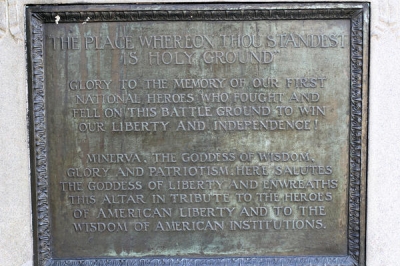 "THE PLACE WHEREON THOU STANDEST
IS HOLY GROUND"
GLORY TO THE MEMORY OF OUR FIRST
NATIONAL HEROES WHO FOUGHT AND
FELL ON THIS BATTLE GROUND TO WIN
OUR LIBERTY AND INDEPENDENCE!
MINERVA, THE GODDESS OF WISDOM,
GLORY AND PATRIOTISM, HERE SALUTES
THE GODDESS OF LIBERTY AND ENWREATHS
THIS ALTAR IN TRIBUTE TO THE HEROES
OF AMERICAN LIBERTY AND TO THE
WISDOM OF AMERICAN INSTITUTIONS.